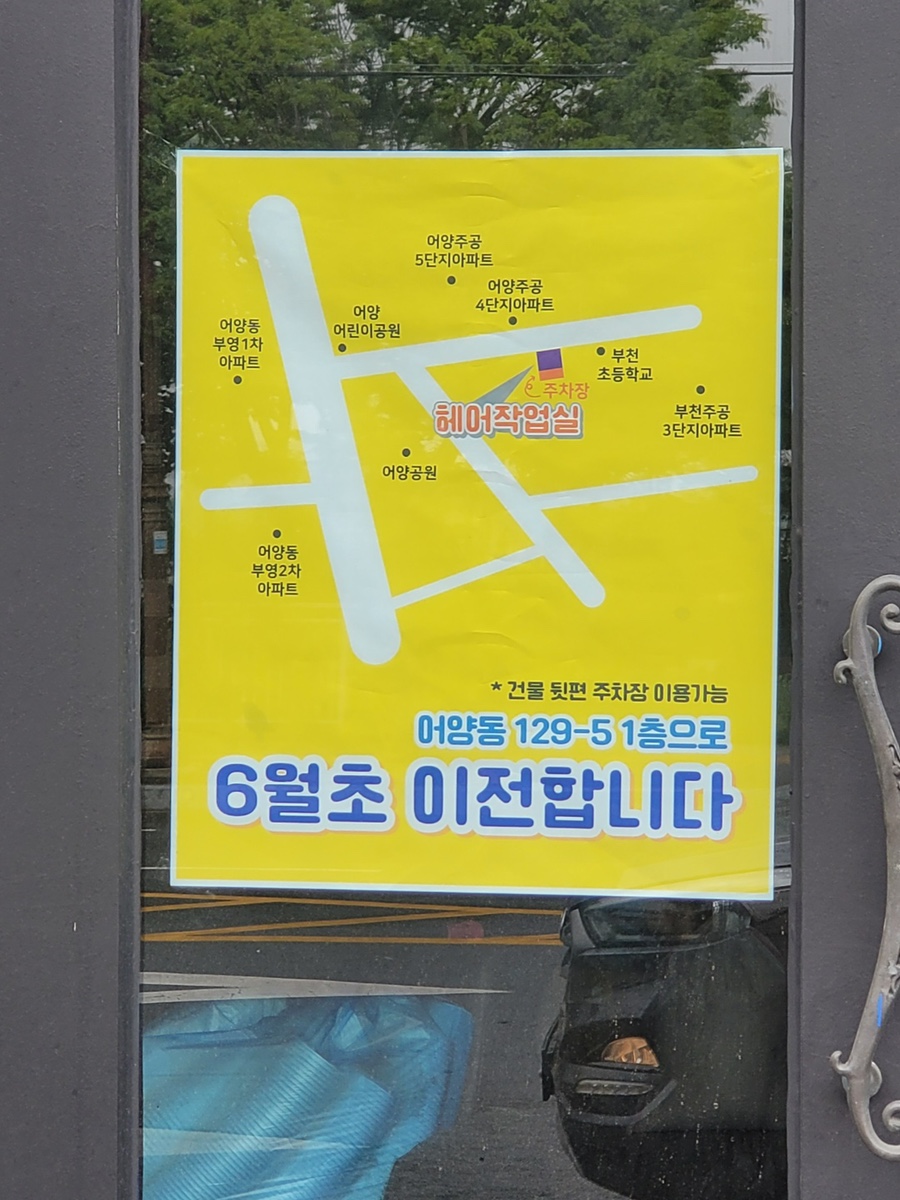 어양주공
5단지아파트
어양주공
4단지아파트
어양
어린이공원
어양동
부영1차
아파트
부천
초등학교
주차장
헤어작업실
부천주공
3단지아파트
어양공원
어양동
부영2차
아파트
* 건물 뒷편 주차장 이용가능
어양동 129-5 1층으로
6월초 이전합니다